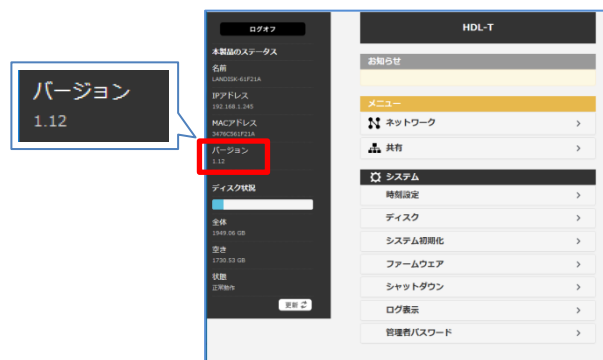 バージョン
1.12
ログオフ
本製品のステータス
名前
LANDISK-61F21A
IPアドレス
192.168.1.245
MACアドレス
3476C561F21A
バージョン
1.12
ディスク状況
全体
1949.06 GB
空き
1730.53 GB
状態
正常動作
更新
HDL-T
お知らせ
メニュー
ネットワーク
共有
システム
時刻設定
ディスク
システム初期化
ファームウェア
シャットダウン
ログ表示
管理者パスワード